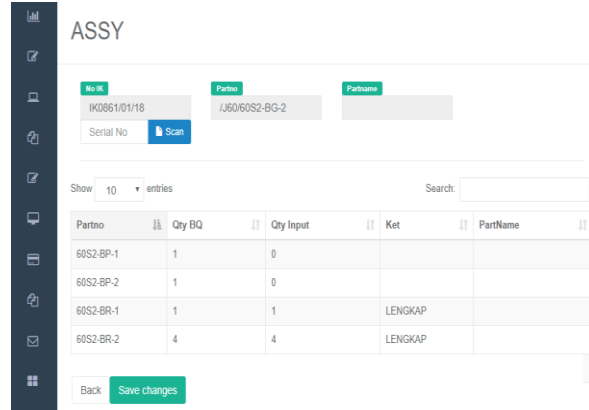 ASSY
No IK Partno Partname
IK0861/01/18 /J60/60S2-BG-2
Serial No Scan
Show 10 entries Search:
Partno Qty BQ Qty Input Ket PartName
60S2-BP-1 1 0
60S2-BP-2 1 0
60S2-BR-1 1 1 LENGKAP
60S2-BR-2 4 4 LENGKAP
Back Save changes